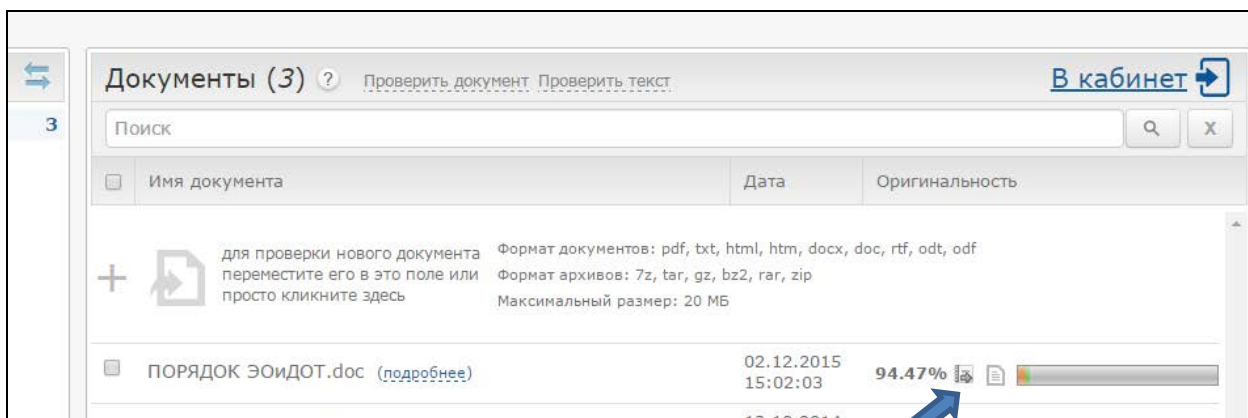 Документы (3) ? Проверить документ Проверить текст В кабинет
3
Поиск X
Имя документа Дата Оригинальность
для проверки нового документа
переместите его в это поле или
просто кликните здесь
Формат документов: pdf, txt, html, htm, docx, doc, rtf, odt, odf
Формат архивов: 7z, tar, gz, bz2, rar, zip
Максимальный размер: 20 МБ
ПОРЯДОК ЭОиДОТ.doc (подробнее) 02.12.2015
15:02:03 94.47%